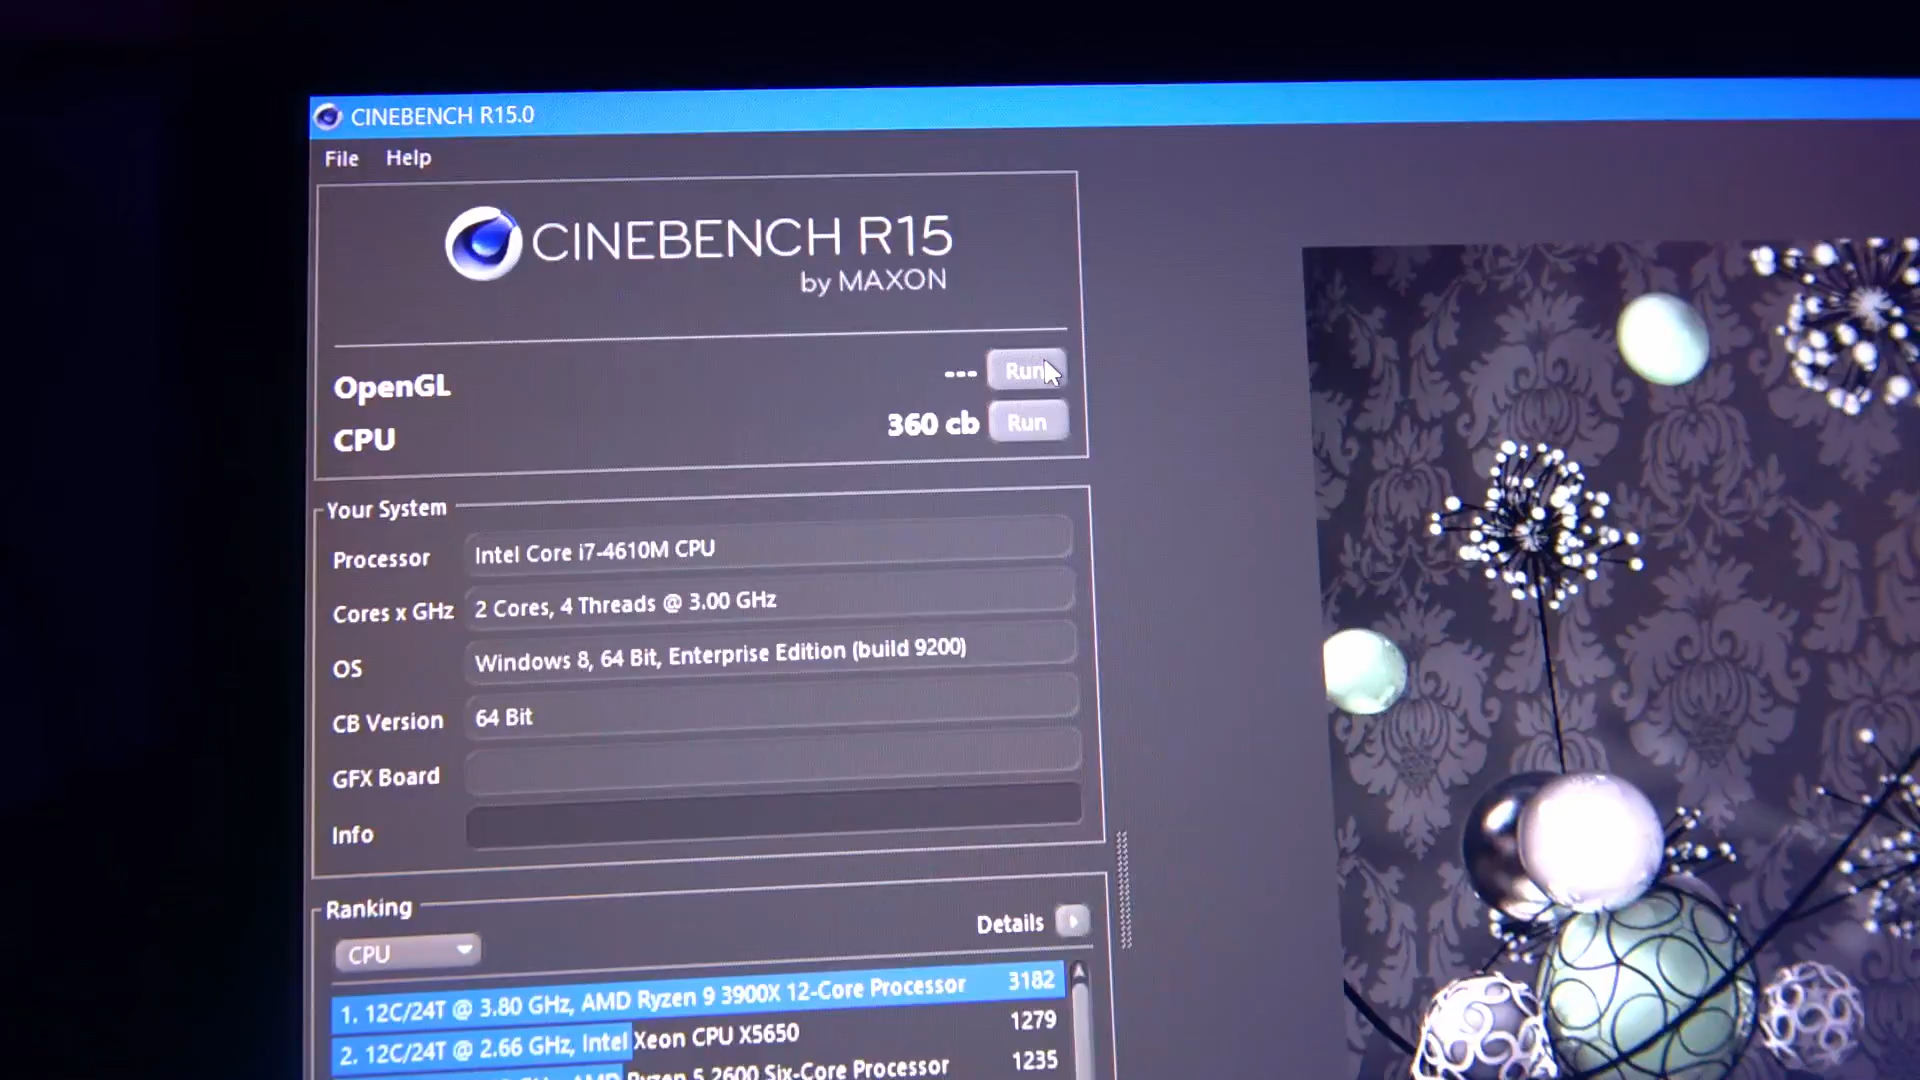 CINEBENCH R15.0
File Help
CINEBENCH R15
by MAXON
OpenGL --- Run
CPU 360 cb Run
Your System
Processor Intel Core i7-4610M CPU
Cores x GHz 2 Cores, 4 Threads @ 3.00 GHz
OS Windows 8, 64 Bit, Enterprise Edition (build 9200)
CB Version 64 Bit
GFX Board
Info
Ranking
Details
CPU
1. 12C/24T @ 3.80 GHz, AMD Ryzen 9 3900X 12-Core Processor 3182
2. 12C/24T @ 2.66 GHz, Intel Xeon CPU X5650 1279
AMD Ryzen 5 2600 Six-Core Processor 1235